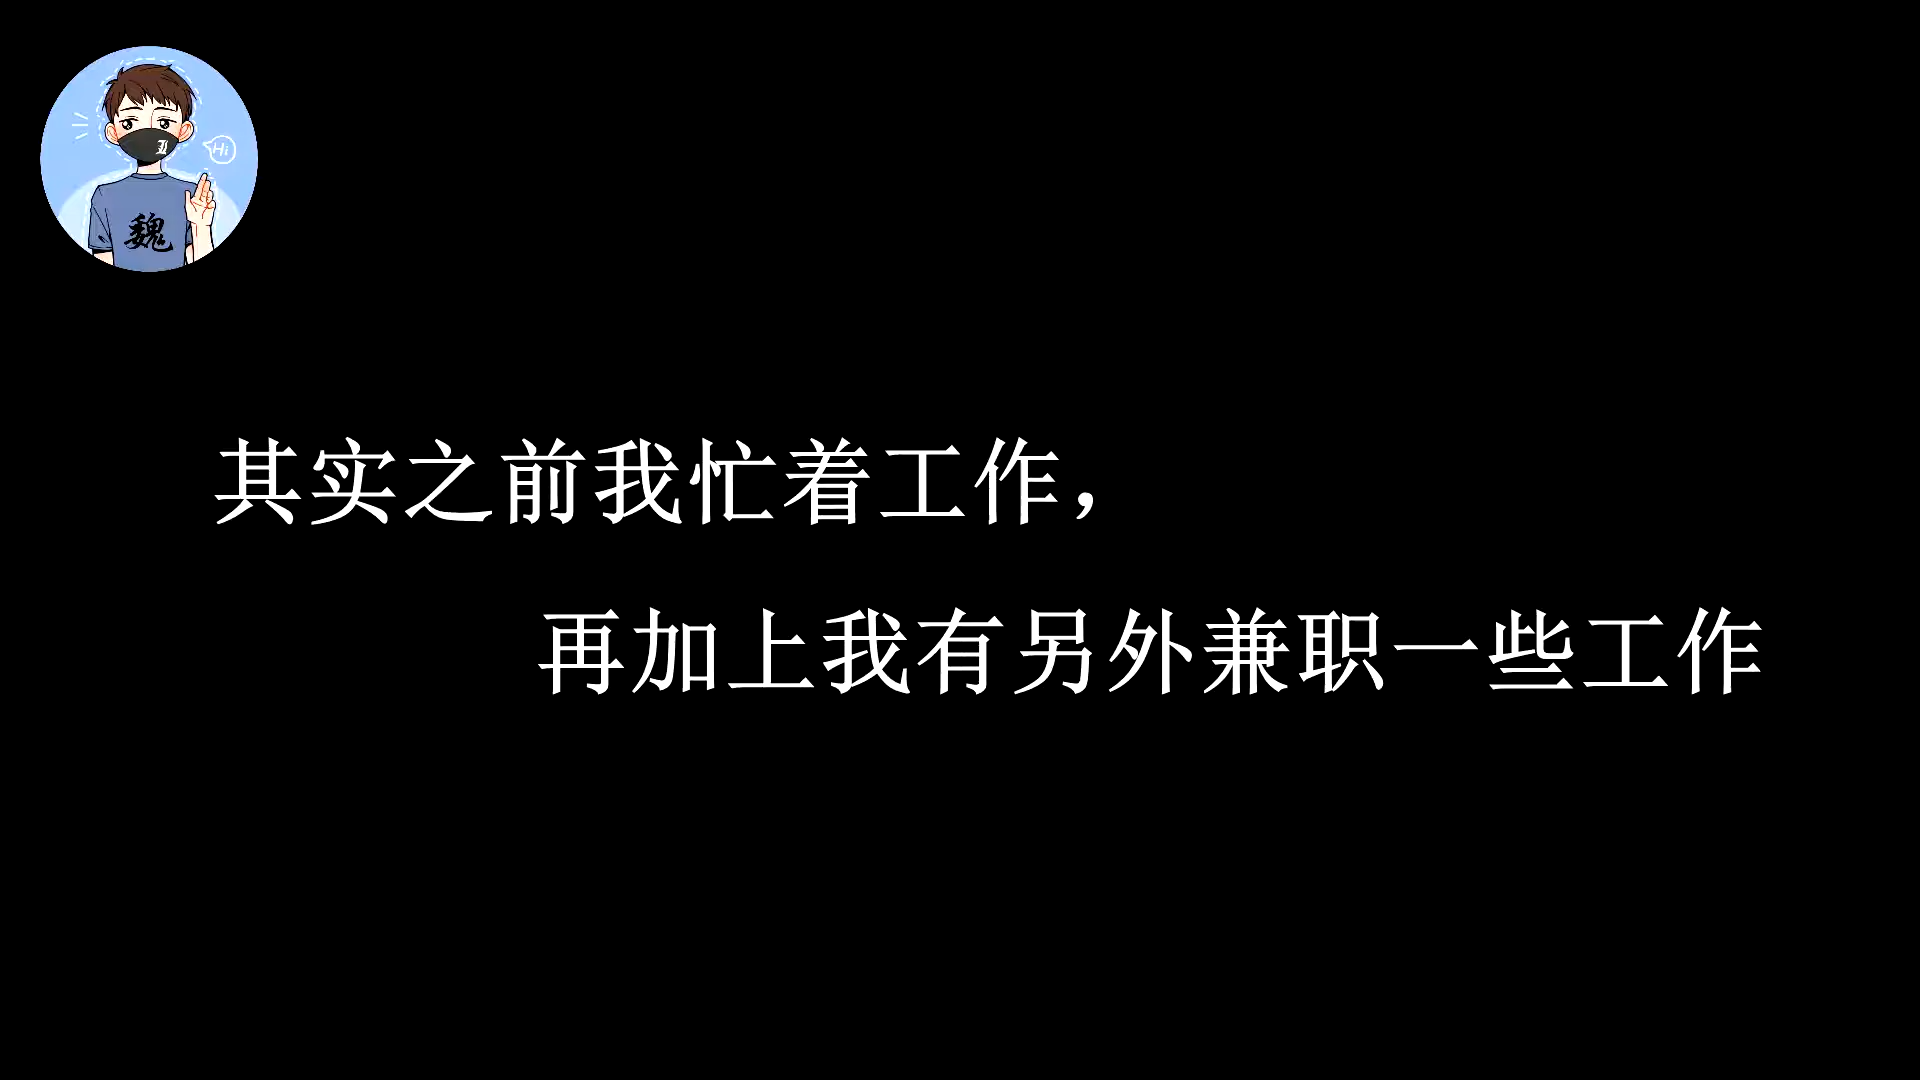 Hi
魏
其实之前我忙着工作，
再加上我有另外兼职一些工作